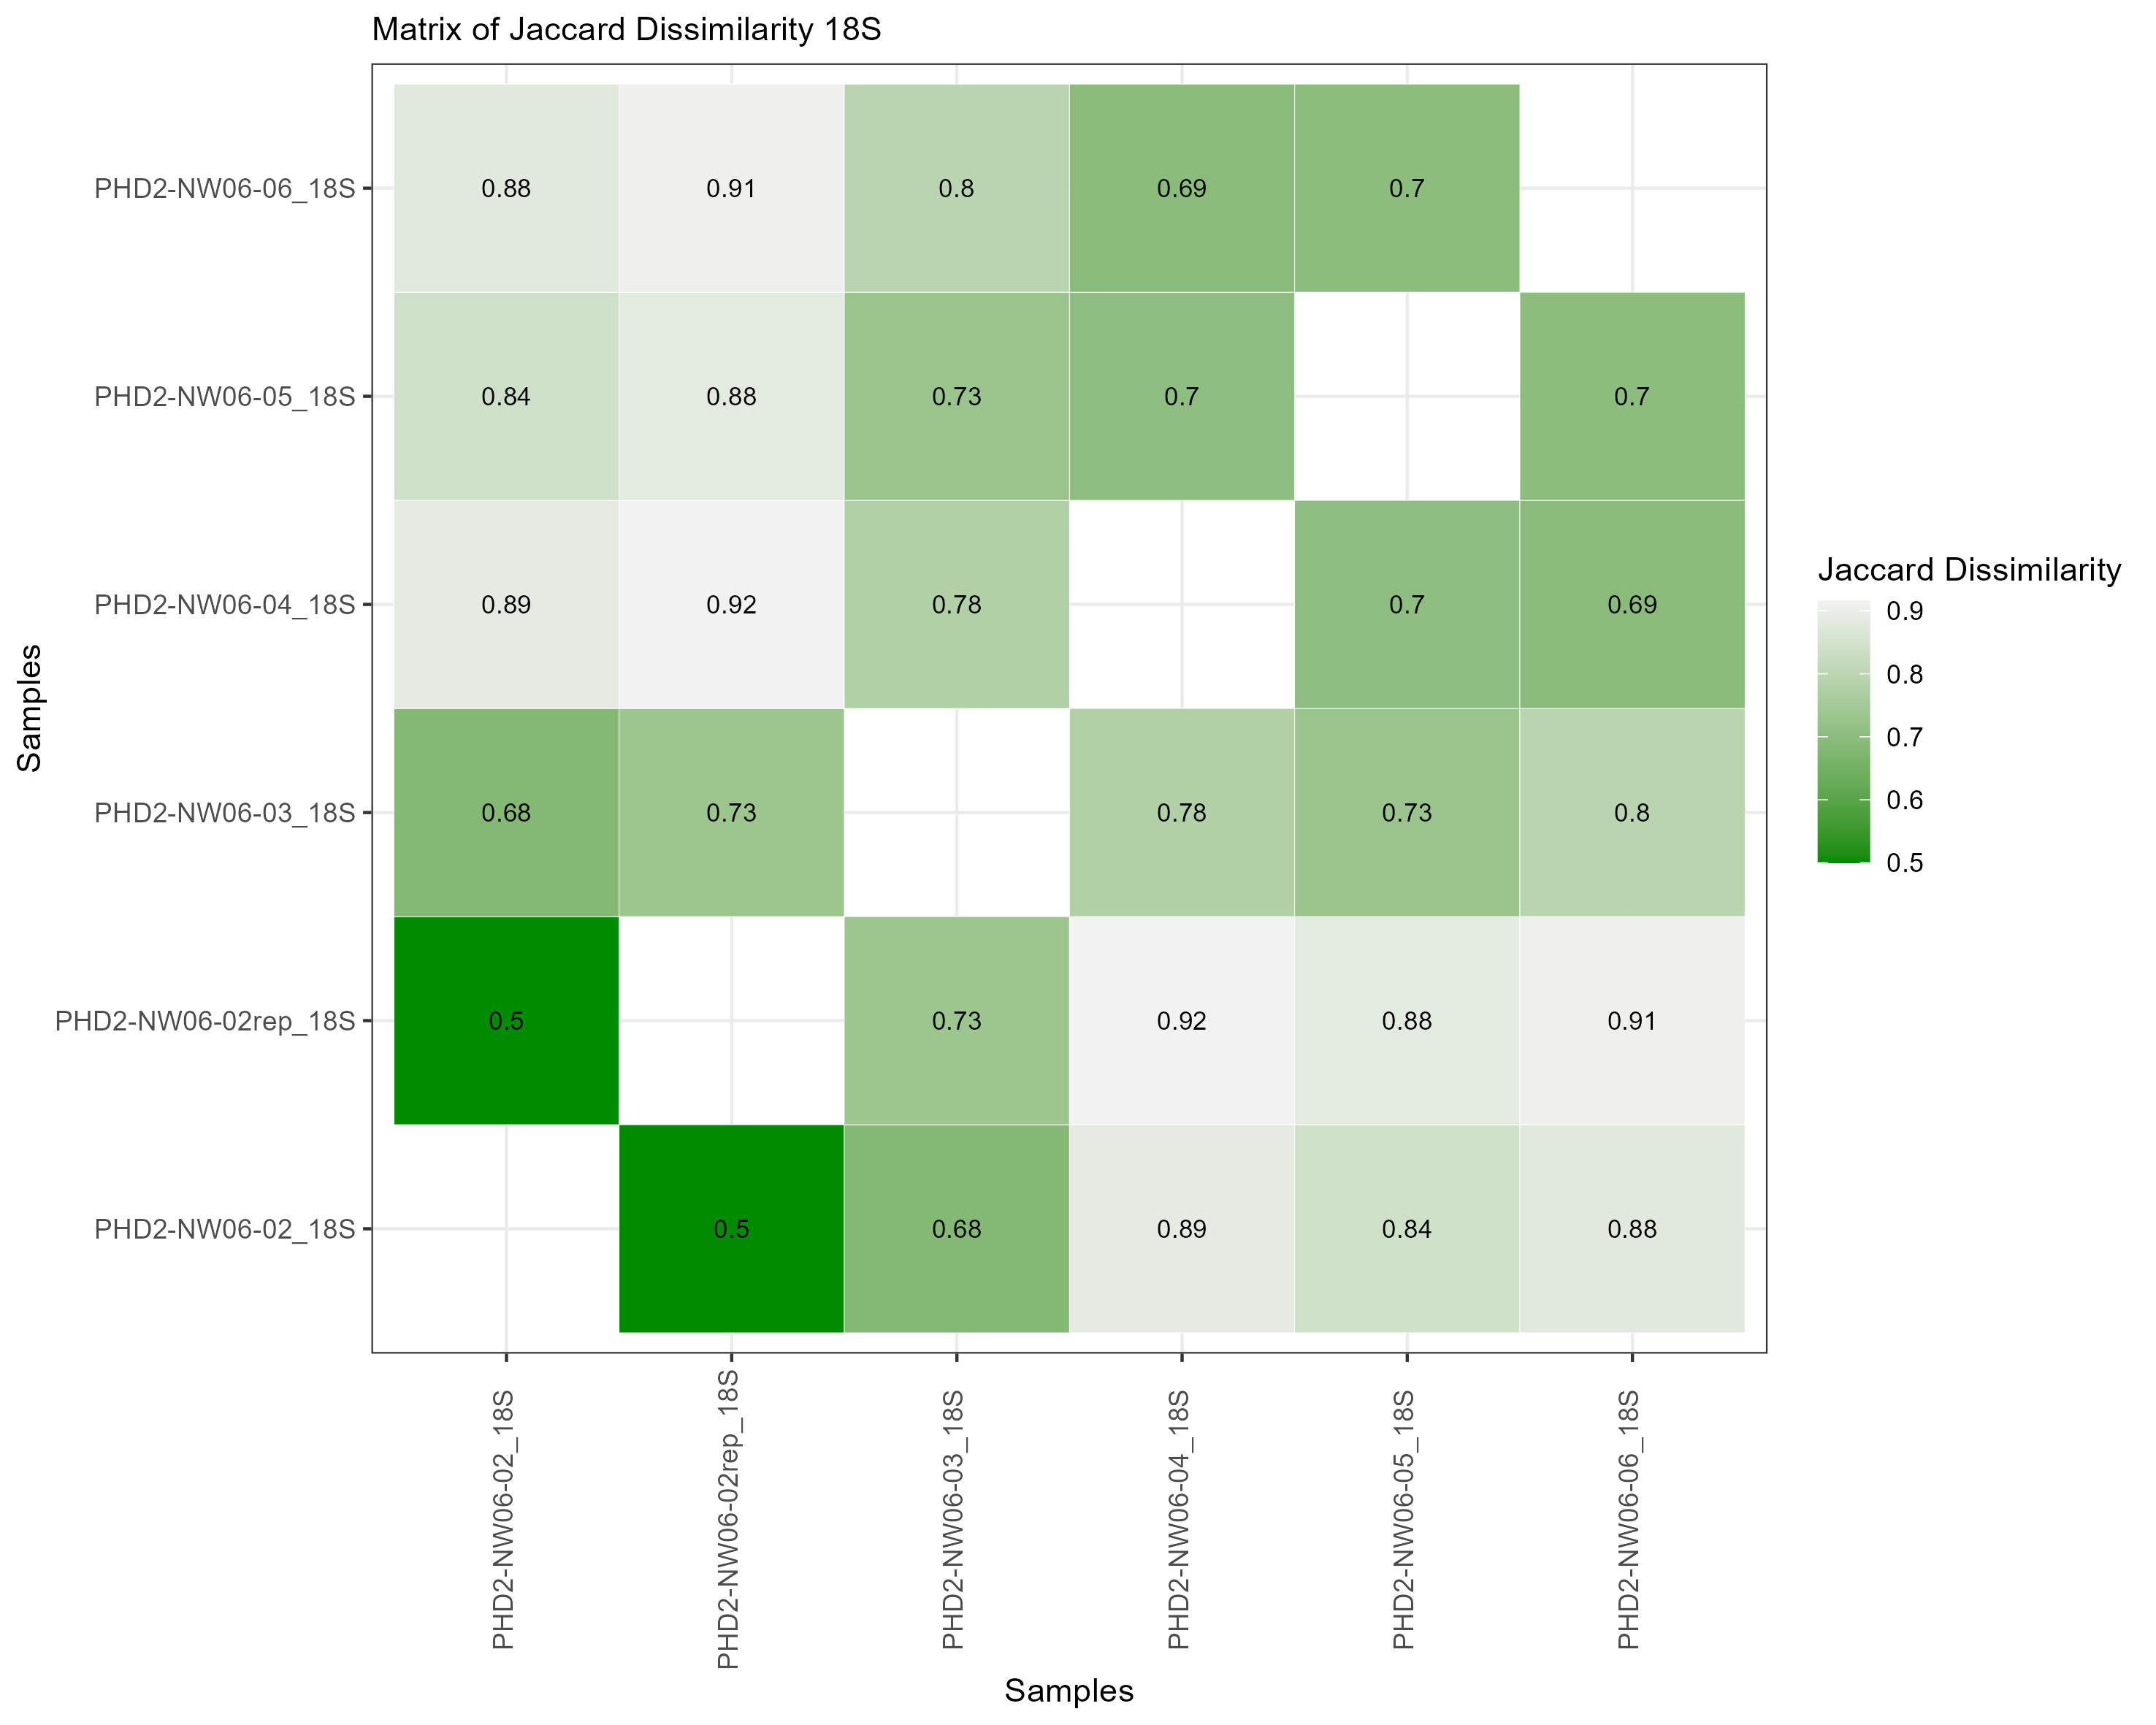 Matrix of Jaccard Dissimilarity 18S
Samples
PHD2-NW06-06_18S 0.88 0.91 0.8 0.69 0.7
PHD2-NW06-05_18S 0.84 0.88 0.73 0.7 0.7
PHD2-NW06-04_18S 0.89 0.92 0.78 0.7 0.69
PHD2-NW06-03_18S 0.68 0.73 0.78 0.73 0.8
PHD2-NW06-02rep_18S 0.5 0.73 0.92 0.88 0.91
PHD2-NW06-02_18S 0.5 0.68 0.89 0.84 0.88
PHD2-NW06-02_18S
PHD2-NW06-02rep_18S
PHD2-NW06-03_18S
PHD2-NW06-04_18S
PHD2-NW06-05_18S
PHD2-NW06-06_18S
Samples
Jaccard Dissimilarity
0.9
0.8
0.7
0.6
0.5